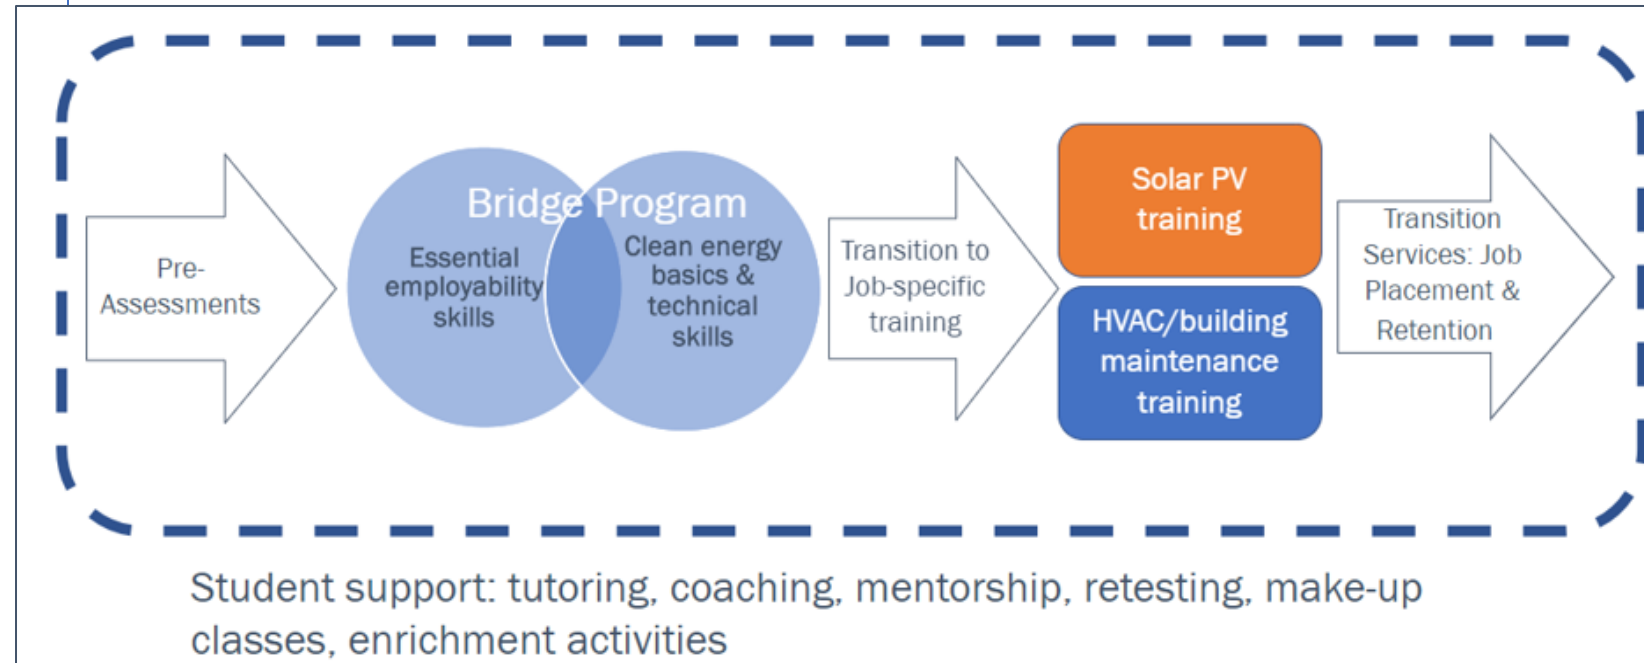 Pre-
Assessments
Bridge Program
Essential
employability
skills
Clean energy
basics &
technical
skills
Transition to
Job-specific
training
Solar PV
training
HVAC/building
maintenance
training
Transition
Services: Job
Placement &
Retention
Student support: tutoring, coaching, mentorship, retesting, make-up
classes, enrichment activities